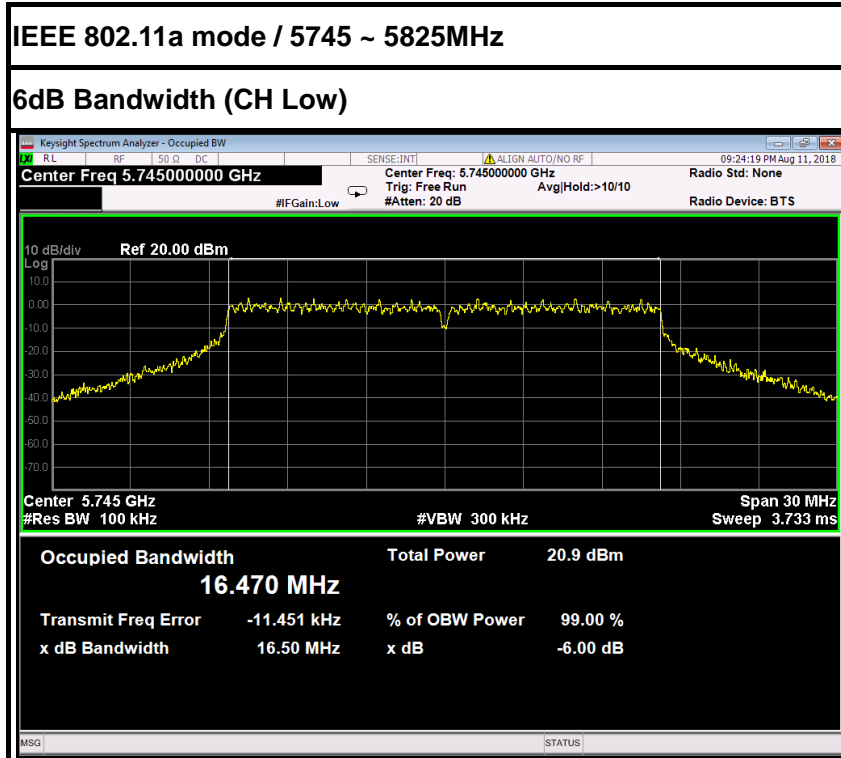 IEEE 802.11a mode / 5745 ~ 5825MHz
6dB Bandwidth (CH Low)
Keysight Spectrum Analyzer - Occupied BW
LXI RL RF 50 Ω DC SENSE:INT ALIGN AUTO/NO RF 09:24:19 PM Aug 11, 2018
Center Freq 5.745000000 GHz Center Freq: 5.745000000 GHz Radio Std: None
Trig: Free Run Avg|Hold:>10/10
#IFGain:Low #Atten: 20 dB Radio Device: BTS
10 dB/div Ref 20.00 dBm
Log
10.0
0.00
-10.0
-20.0
-30.0
-40.0
-50.0
-60.0
-70.0
Center 5.745 GHz Span 30 MHz
#Res BW 100 kHz #VBW 300 kHz Sweep 3.733 ms
Occupied Bandwidth Total Power 20.9 dBm
16.470 MHz
Transmit Freq Error -11.451 kHz % of OBW Power 99.00 %
x dB Bandwidth 16.50 MHz x dB -6.00 dB
MSG STATUS